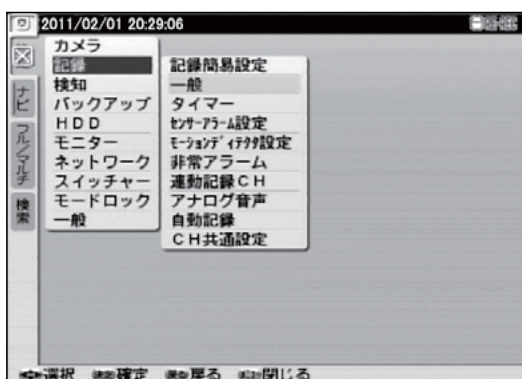 2011/02/01 20:29:06
カメラ
記録
検知
バックアップ
HDD
モニター
ネットワーク
スイッチャー
モードロック
一般
記録簡易設定
一般
タイマー
センサーアラーム設定
モーションディテクタ設定
非常アラーム
連動記録CH
アナログ音声
自動記録
CH共通設定
ナビ
フル/マルチ
検索
選択 確定 戻る 閉じる